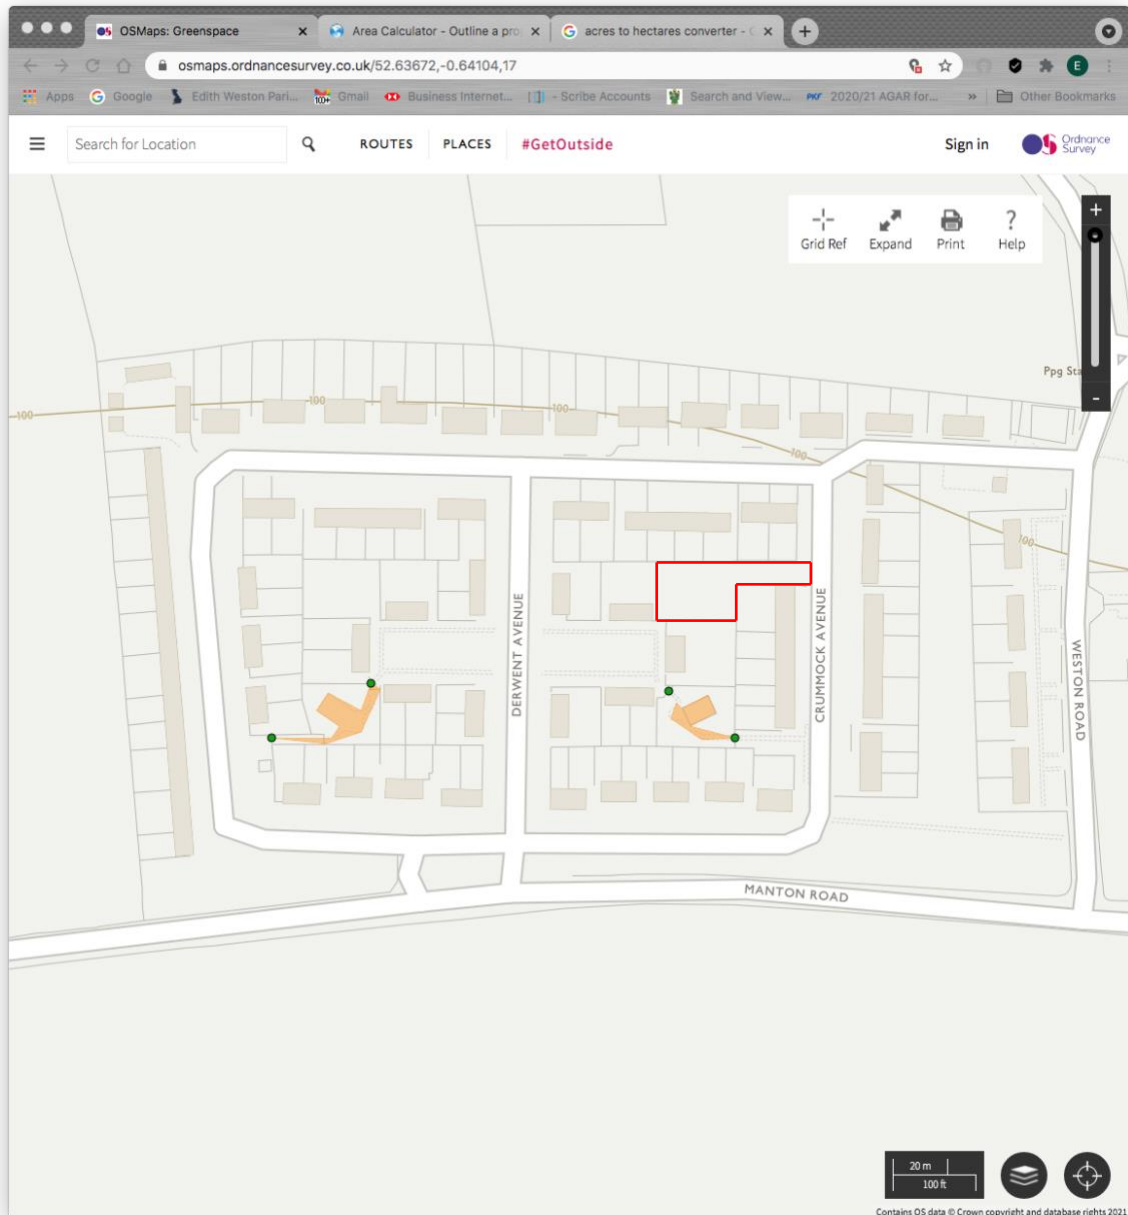 OSMaps: Greenspace
Area Calculator - Outline a pro
acres to hectares converter - G
osmaps.ordnancesurvey.co.uk/52.63672,-0.64104,17
E
Apps Google Edith Weston Pari... 100+ Gmail Business Internet... - Scribe Accounts Search and View... PKF 2020/21 AGAR for... » Other Bookmarks
Search for Location ROUTES PLACES #GetOutside Sign in OS Ordnance
Survey
Grid Ref Expand Print ? Help
+
Ppg Sta
-
100
100
100
100
100
DERWENT AVENUE
CRUMMOCK AVENUE
WESTON ROAD
MANTON ROAD
20 m
100 ft
Contains OS data © Crown copyright and database rights 2021